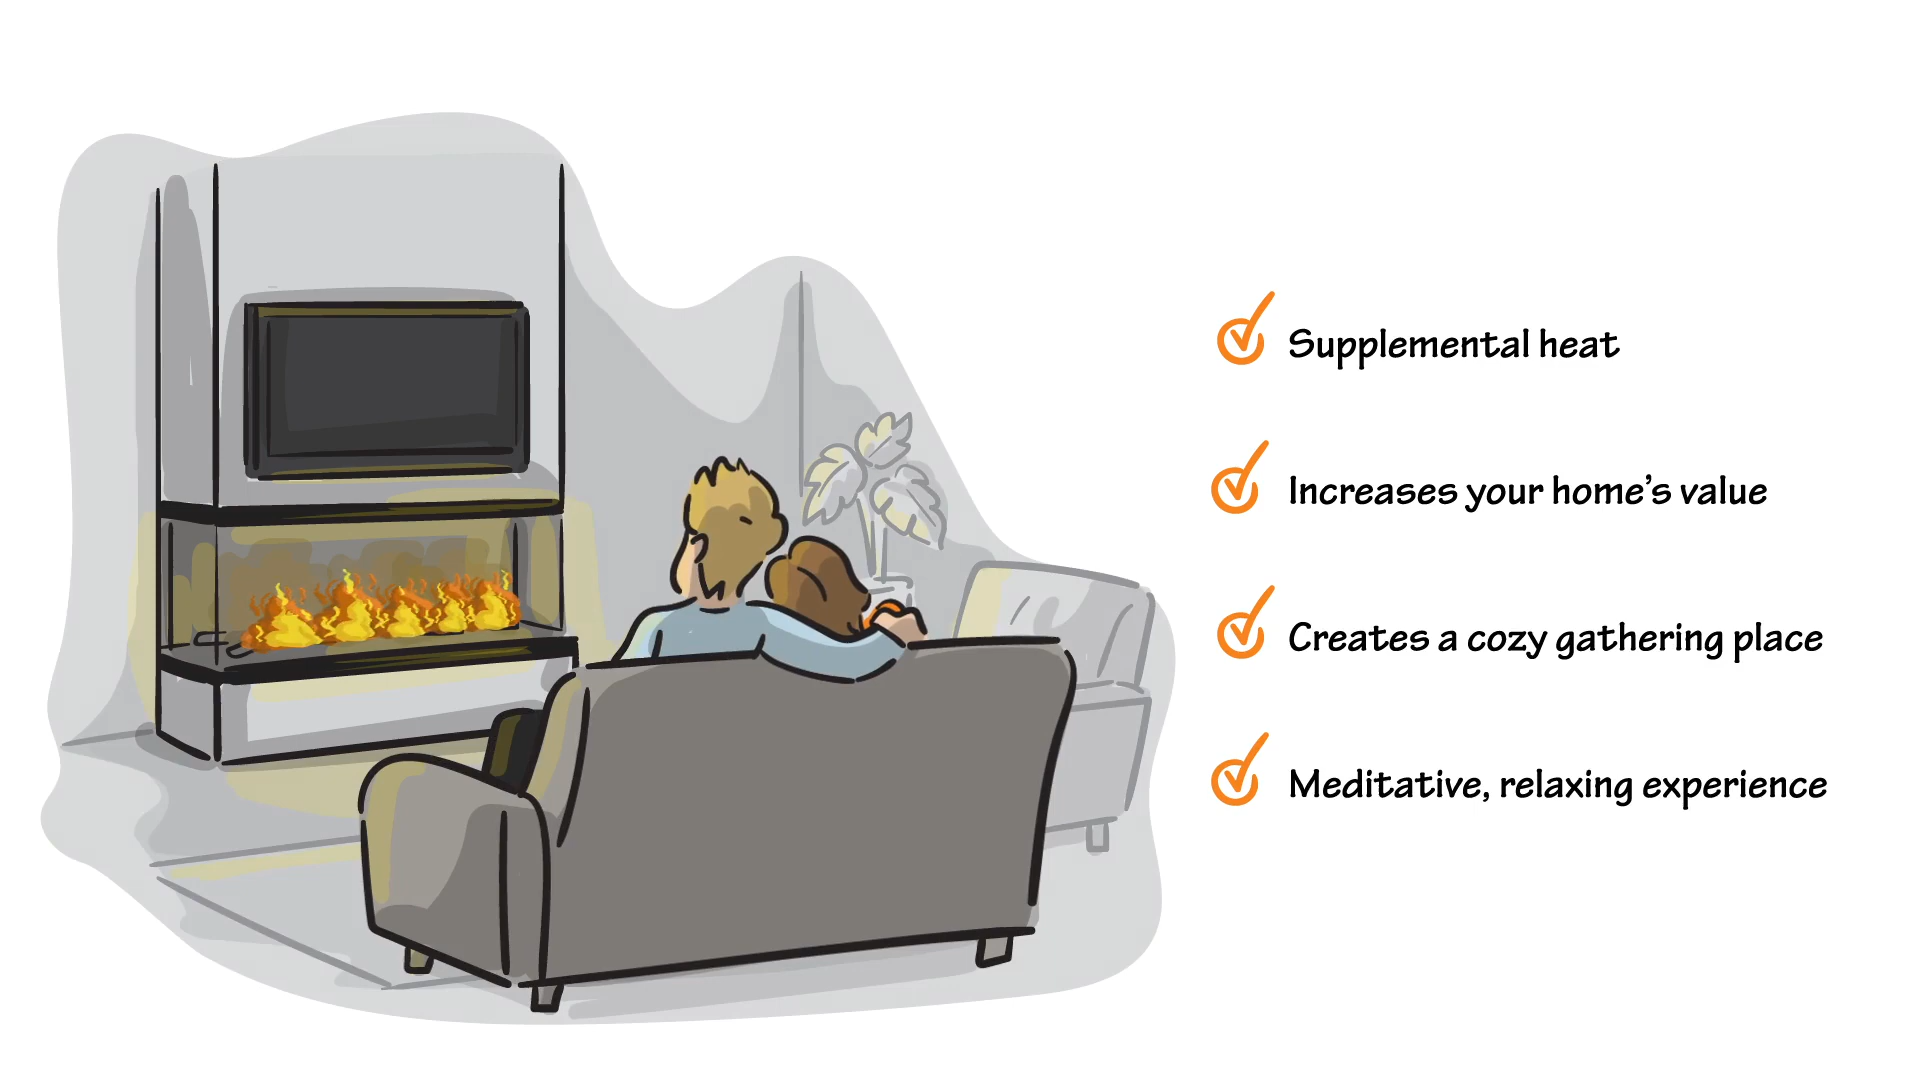 Supplemental heat
Increases your home’s value
Creates a cozy gathering place
Meditative, relaxing experience